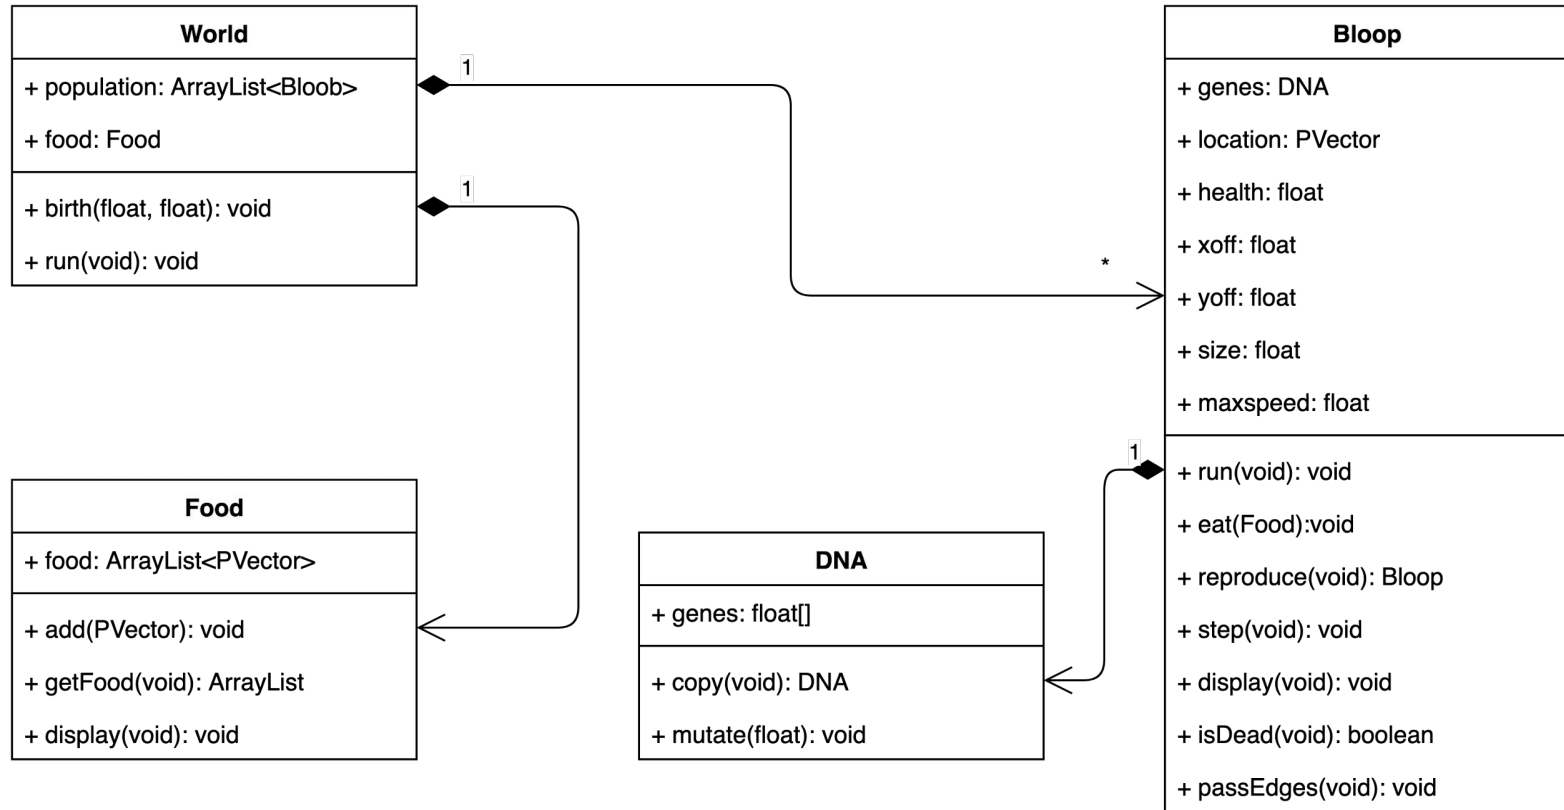 World
+ population: ArrayList<Bloob>
+ food: Food
+ birth(float, float): void
+ run(void): void
1
1
*
Bloop
+ genes: DNA
+ location: PVector
+ health: float
+ xoff: float
+ yoff: float
+ size: float
+ maxspeed: float
+ run(void): void
+ eat(Food):void
+ reproduce(void): Bloop
+ step(void): void
+ display(void): void
+ isDead(void): boolean
+ passEdges(void): void
1
Food
+ food: ArrayList<PVector>
+ add(PVector): void
+ getFood(void): ArrayList
+ display(void): void
DNA
+ genes: float[]
+ copy(void): DNA
+ mutate(float): void